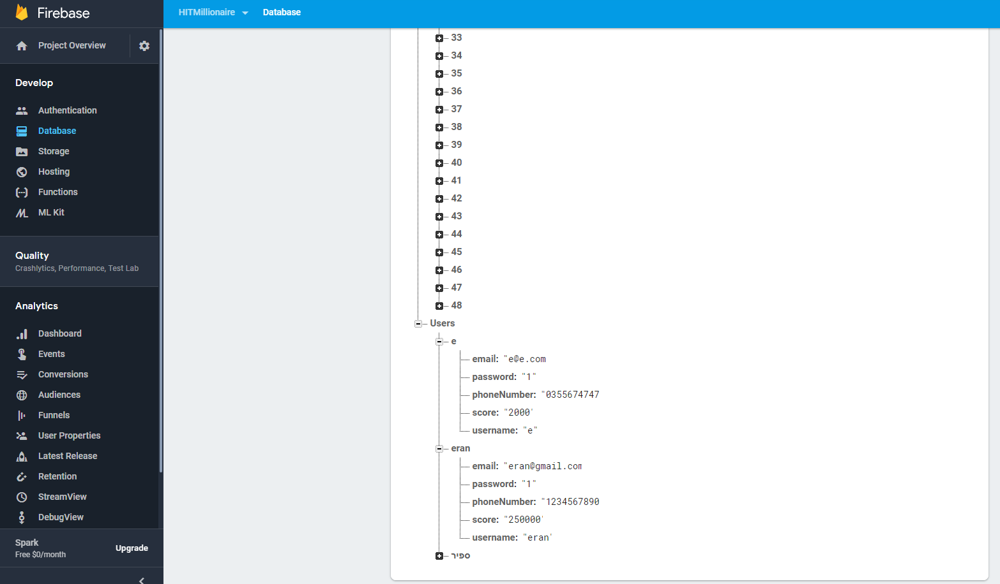 Firebase
HITMillionaire Database
Project Overview
Develop
Authentication
Database
Storage
Hosting
Functions
ML Kit
Quality
Crashlytics, Performance, Test Lab
Analytics
Dashboard
Events
Conversions
Audiences
Funnels
User Properties
Latest Release
Retention
StreamView
DebugView
Spark
Free $0/month
Upgrade
33
34
35
36
37
38
39
40
41
42
43
44
45
46
47
48
Users
e
email: "e@e.com
password: "1"
phoneNumber: "0355674747
score: "2000'
username: "e"
eran
email: "eran@gmail.com
password: "1"
phoneNumber: "1234567890
score: "250000'
username: "eran'
ספיר